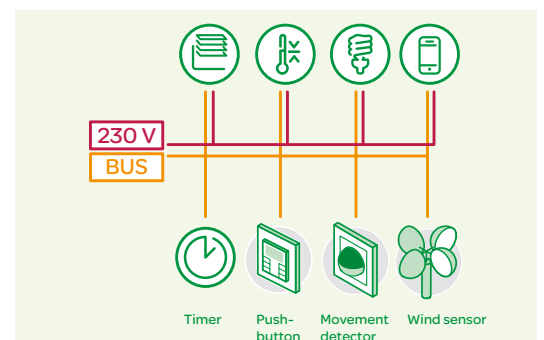 230 V
BUS
Timer
Push-
button
Movement
detector
Wind sensor